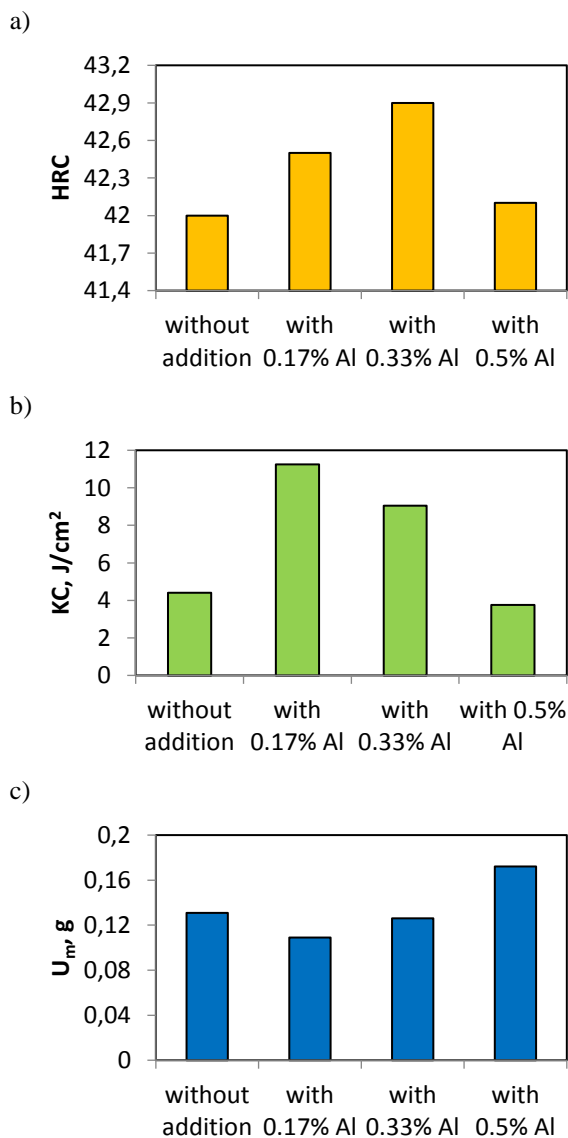 a)
43,2
42,9
42,6
42,3
42
41,7
41,4
HRC
without addition
with 0.17% Al
with 0.33% Al
with 0.5% Al
b)
12
10
8
6
4
2
0
KC, J/cm²
without addition
with 0.17% Al
with 0.33% Al
with 0.5% Al
c)
0,2
0,16
0,12
0,08
0,04
0
Uₘ, g
without addition
with 0.17% Al
with 0.33% Al
with 0.5% Al